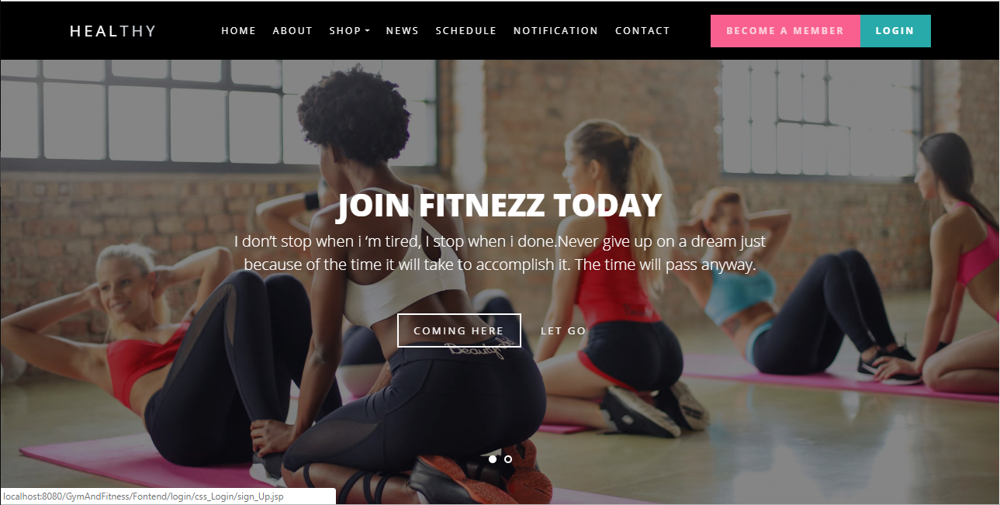 HEALTHY HOME ABOUT SHOP NEWS SCHEDULE NOTIFICATION CONTACT BECOME A MEMBER LOGIN
JOIN FITNEZZ TODAY
I don’t stop when i ‘m tired, I stop when i done.Never give up on a dream just
because of the time it will take to accomplish it. The time will pass anyway.
COMING HERE LET GO
Beautiful
localhost:8080/GymAndFitness/Fontend/login/css_Login/sign_Up.jsp